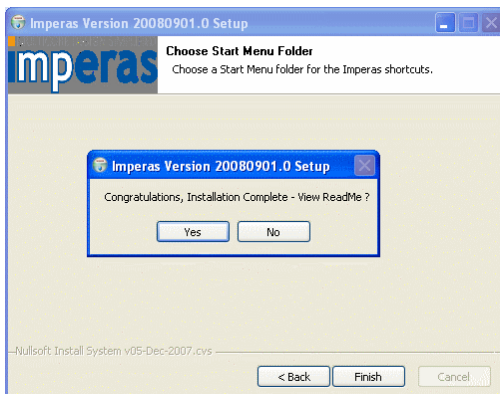 Imperas Version 20080901.0 Setup
imperas
Choose Start Menu Folder
Choose a Start Menu folder for the Imperas shortcuts.
Imperas Version 20080901.0 Setup
Congratulations, Installation Complete - View ReadMe ?
Yes No
Nullsoft Install System v05-Dec-2007.cvs
< Back Finish Cancel